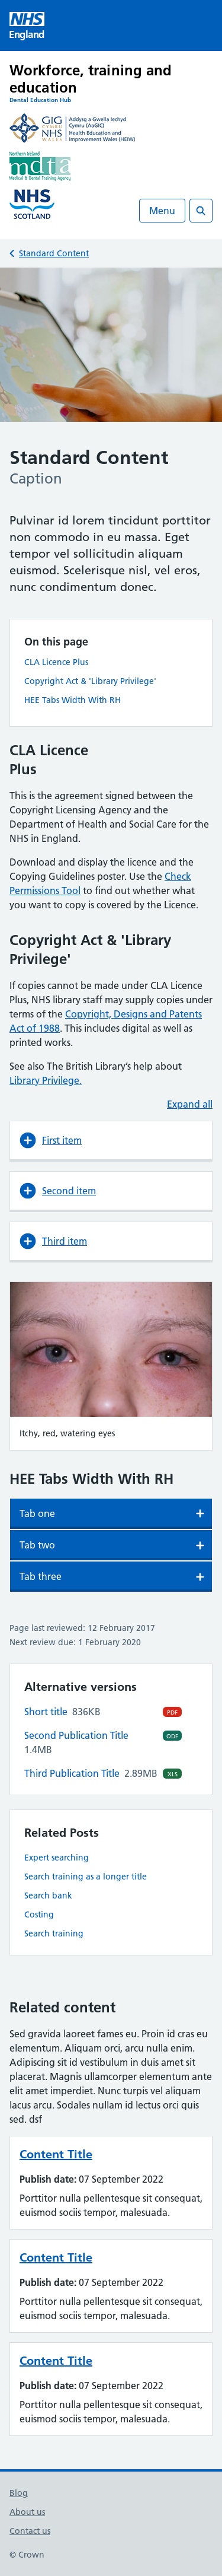 NHS
England
Workforce, training and
education
Dental Education Hub
GIG
CYMRU
NHS
WALES
Addysg a Gwella Iechyd
Cymru (AaGIC)
Health Education and
Improvement Wales (HEIW)
Northern Ireland
mdta
Medical & Dental Training Agency
NHS
SCOTLAND
Menu
Standard Content
Standard Content
Caption
Pulvinar id lorem tincidunt porttitor
non commodo in eu massa. Eget
tempor vel sollicitudin aliquam
euismod. Scelerisque nisl, vel eros,
nunc condimentum duis.
On this page
CLA Licence Plus
Copyright Act & 'Library Privilege'
HEE Tabs Width With RH
CLA Licence
Plus
This is the agreement signed between the
Copyright Licensing Agency and the
Department of Health and Social Care for the
NHS in England.
Download and display the licence and the
Copying Guidelines poster. Use the Check
Permissions Tool to find out whether what
you want to copy is covered by the Licence.
Copyright Act & 'Library
Privilege'
If copies cannot be made under CLA Licence
Plus, NHS library staff may supply copies under
terms of the Copyright, Designs and Patents
Act of 1988. This includes digital as well as
printed works.
See also The British Library's help about
Library Privilege.
Expand all
First item
Second item
Third item
Itchy, red, watering eyes
HEE Tabs Width With RH
Tab one
Tab two
Tab three
Page last reviewed: 12 February 2017
Next review due: 1 February 2020
Alternative versions
Short title 836KB PDF
Second Publication Title ODF
1.4MB
Third Publication Title 2.89MB XLS
Related Posts
Expert searching
Search training as a longer title
Search bank
Costing
Search training
Related content
Sed gravida laoreet fames eu. Proin id cras eu
elementum. Aliquam orci, arcu nulla enim.
Adipiscing sit id vestibulum in duis amet sit
placerat. Magnis ullamcorper elementum ante
elit amet imperdiet. Nunc turpis vel aliquam
lacus arcu. Sodales nullam id lectus orci quis
sed. dsf
Content Title
Publish date: 07 September 2022
Porttitor nulla pellentesque sit consequat,
euismod sociis tempor, malesuada.
Content Title
Publish date: 07 September 2022
Porttitor nulla pellentesque sit consequat,
euismod sociis tempor, malesuada.
Content Title
Publish date: 07 September 2022
Porttitor nulla pellentesque sit consequat,
euismod sociis tempor, malesuada.
Blog
About us
Contact us
© Crown